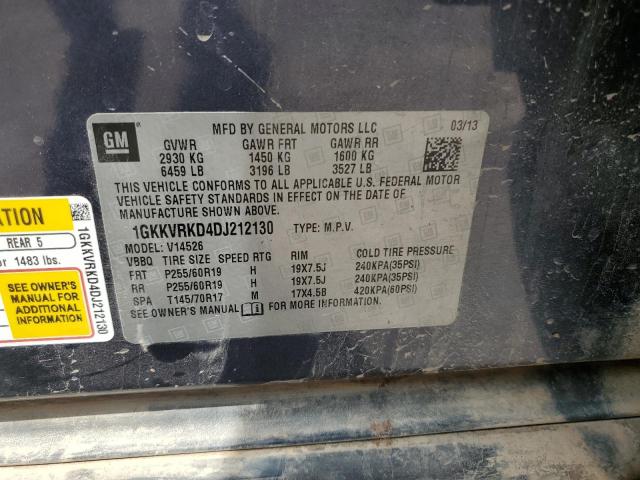 GM
MFD BY GENERAL MOTORS LLC 03/13
GVWR GAWR FRT GAWR RR
2930 KG 1450 KG 1600 KG
6459 LB 3196 LB 3527 LB
THIS VEHICLE CONFORMS TO ALL APPLICABLE U.S. FEDERAL MOTOR
VEHICLE SAFETY STANDARDS IN EFFECT ON THE DATE OF
MANUFACTURE SHOWN ABOVE.
1GKKVRKD4DJ212130 TYPE: M.P.V.
MODEL: V14526
VBBQ TIRE SIZE SPEED RTG RIM COLD TIRE PRESSURE
FRT P255/60R19 H 19X7.5J 240KPA(35PSI)
RR P255/60R19 H 19X7.5J 240KPA(35PSI)
SPA T145/70R17 M 17X4.5B 420KPA(60PSI)
SEE OWNER'S MANUAL FOR MORE INFORMATION.
ATION
REAR 5
or 1483 lbs.
SEE OWNER'S
MANUAL FOR
ADDITIONAL
INFORMATION
1GKKVRKD4DJ212130